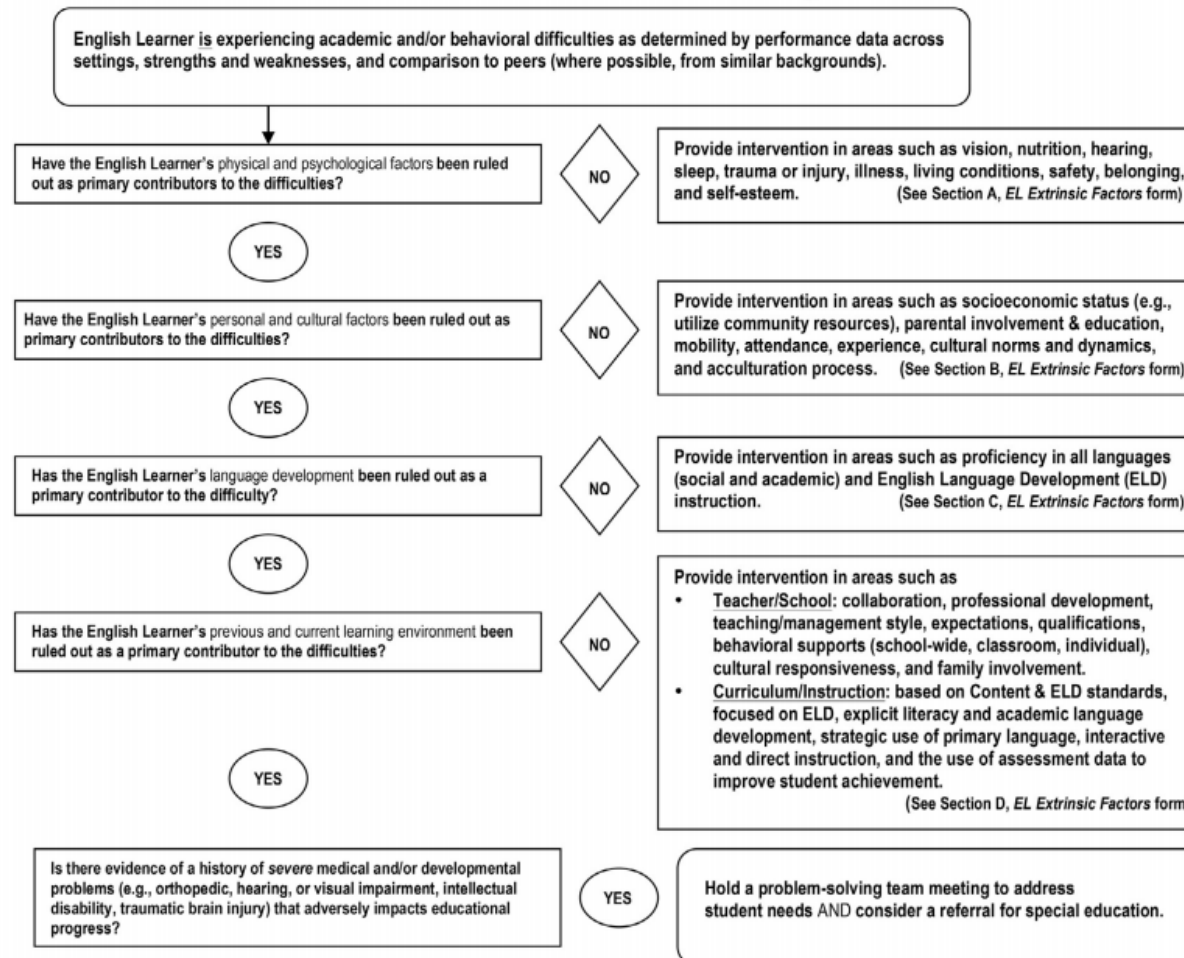 English Learner is experiencing academic and/or behavioral difficulties as determined by performance data across
settings, strengths and weaknesses, and comparison to peers (where possible, from similar backgrounds).
Have the English Learner's physical and psychological factors been ruled
out as primary contributors to the difficulties?
NO
Provide intervention in areas such as vision, nutrition, hearing,
sleep, trauma or injury, illness, living conditions, safety, belonging,
and self-esteem. (See Section A, EL Extrinsic Factors form)
YES
Have the English Learner's personal and cultural factors been ruled out as
primary contributors to the difficulties?
NO
Provide intervention in areas such as socioeconomic status (e.g.,
utilize community resources), parental involvement & education,
mobility, attendance, experience, cultural norms and dynamics,
and acculturation process. (See Section B, EL Extrinsic Factors form)
YES
Has the English Learner's language development been ruled out as a
primary contributor to the difficulty?
NO
Provide intervention in areas such as proficiency in all languages
(social and academic) and English Language Development (ELD)
instruction. (See Section C, EL Extrinsic Factors form)
YES
Has the English Learner's previous and current learning environment been
ruled out as a primary contributor to the difficulties?
NO
Provide intervention in areas such as
• Teacher/School: collaboration, professional development,
teaching/management style, expectations, qualifications,
behavioral supports (school-wide, classroom, individual),
cultural responsiveness, and family involvement.
• Curriculum/Instruction: based on Content & ELD standards,
focused on ELD, explicit literacy and academic language
development, strategic use of primary language, interactive
and direct instruction, and the use of assessment data to
improve student achievement.
(See Section D, EL Extrinsic Factors form
YES
Is there evidence of a history of severe medical and/or developmental
problems (e.g., orthopedic, hearing, or visual impairment, intellectual
disability, traumatic brain injury) that adversely impacts educational
progress?
YES
Hold a problem-solving team meeting to address
student needs AND consider a referral for special education.